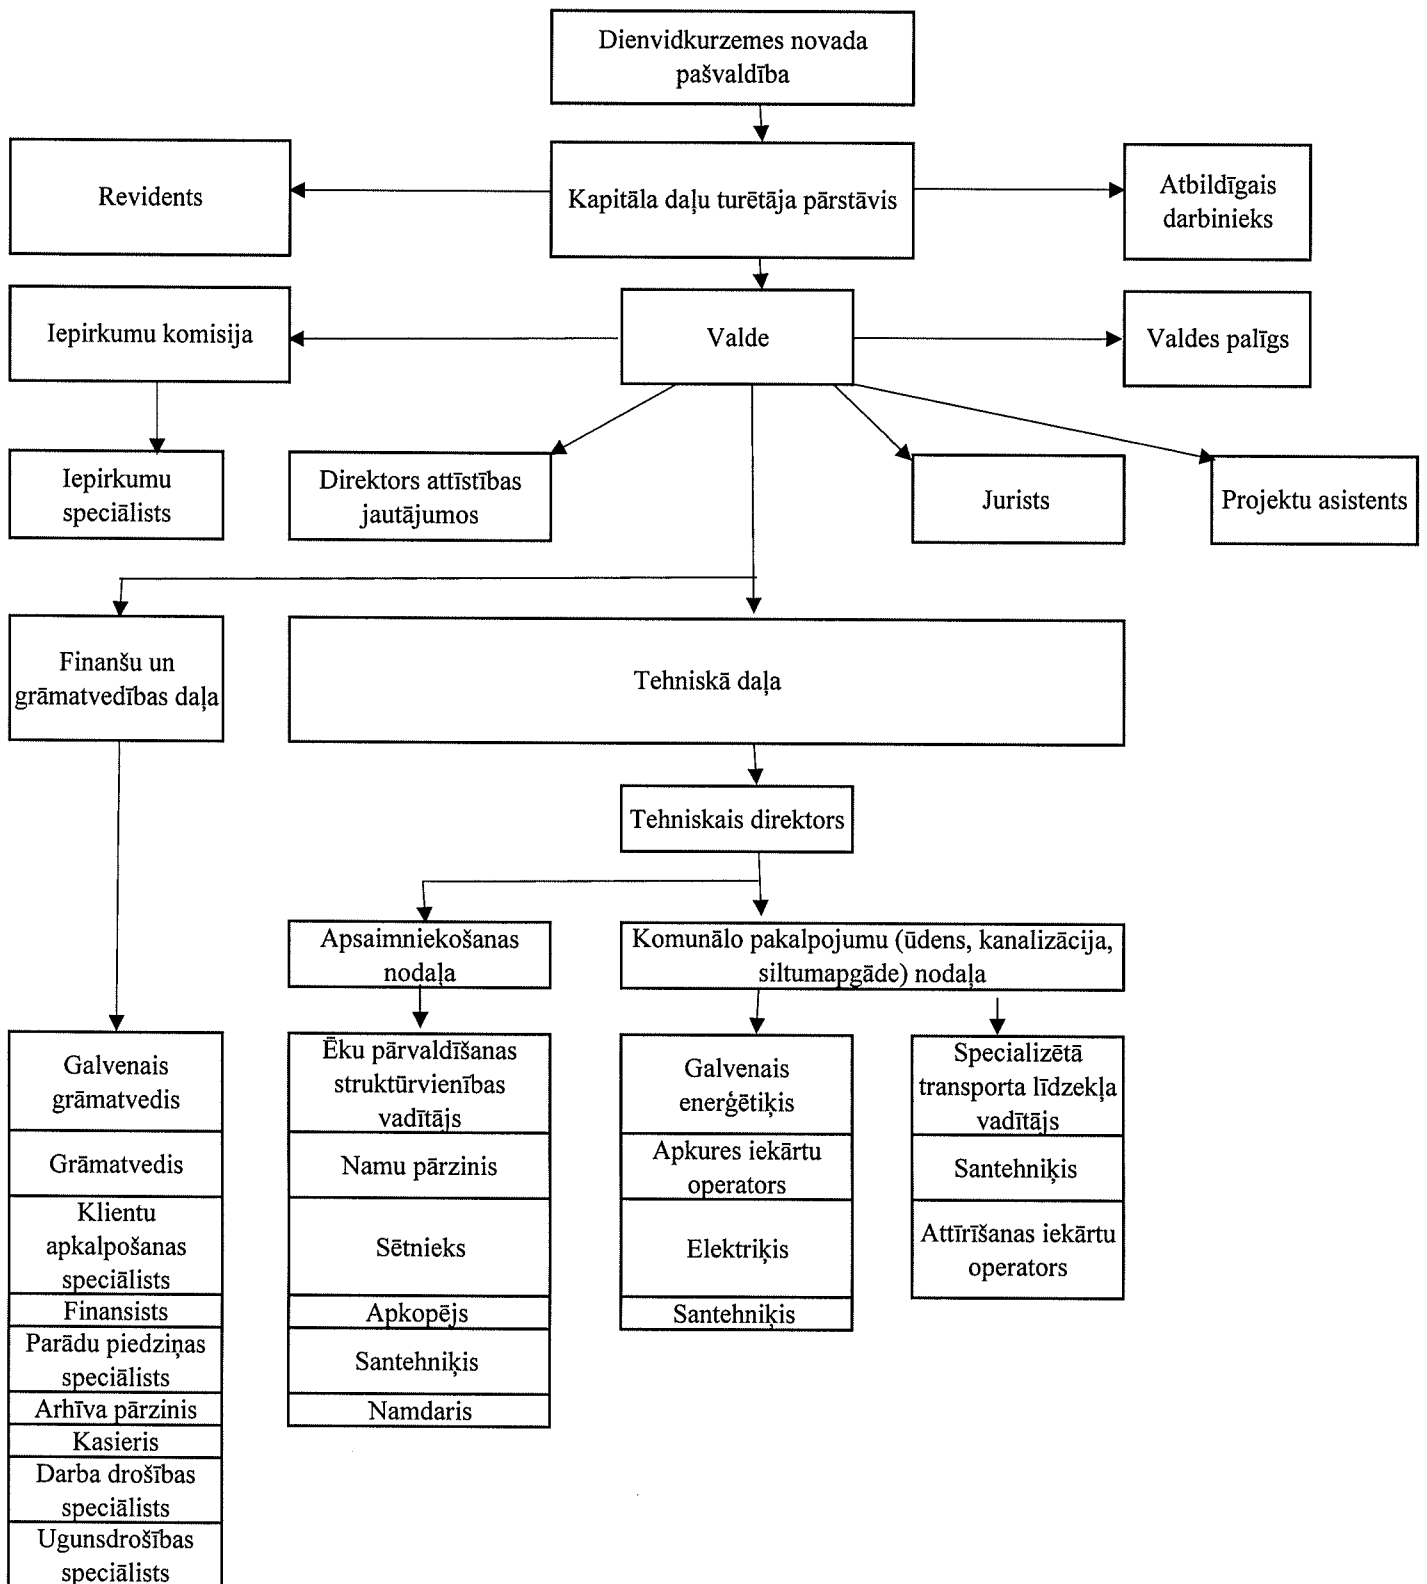 Dienvidkurzemes novada
pašvaldība
Revidents
Kapitāla daļu turētāja pārstāvis
Atbildīgais
darbinieks
Iepirkumu komisija
Valde
Valdes palīgs
Iepirkumu
speciālists
Direktors attīstības
jautājumos
Jurists
Projektu asistents
Finanšu un
grāmatvedības daļa
Tehniskā daļa
Tehniskais direktors
Apsaimniekošanas
nodaļa
Komunālo pakalpojumu (ūdens, kanalizācija,
siltumapgāde) nodaļa
Galvenais
grāmatvedis
Grāmatvedis
Klientu
apkalpošanas
speciālists
Finansists
Parādu piedziņas
speciālists
Arhīva pārzinis
Kasieris
Darba drošības
speciālists
Ugunsdrošības
speciālists
Ēku pārvaldīšanas
struktūrvienības
vadītājs
Namu pārzinis
Sētnieks
Apkopējs
Santehniķis
Namdaris
Galvenais
enerģētiķis
Apkures iekārtu
operators
Elektriķis
Santehniķis
Specializētā
transporta līdzekļa
vadītājs
Santehniķis
Attīrīšanas iekārtu
operators